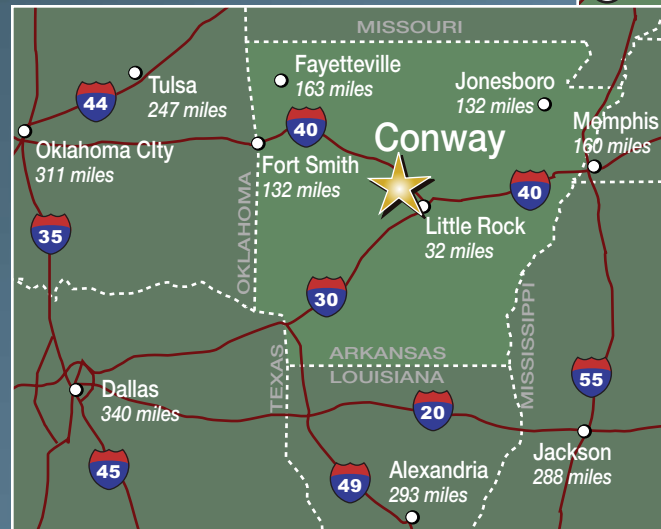 MISSOURI
Fayetteville
163 miles
Jonesboro
132 miles
Tulsa
247 miles
44
40
Conway
Memphis
160 miles
Oklahoma CIty
311 miles
Fort Smith
132 miles
40
Little Rock
32 miles
35
OKLAHOMA
30
MISSISSIPPI
TEXAS
ARKANSAS
LOUISIANA
55
Dallas
340 miles
20
45
49
Alexandria
293 miles
Jackson
288 miles